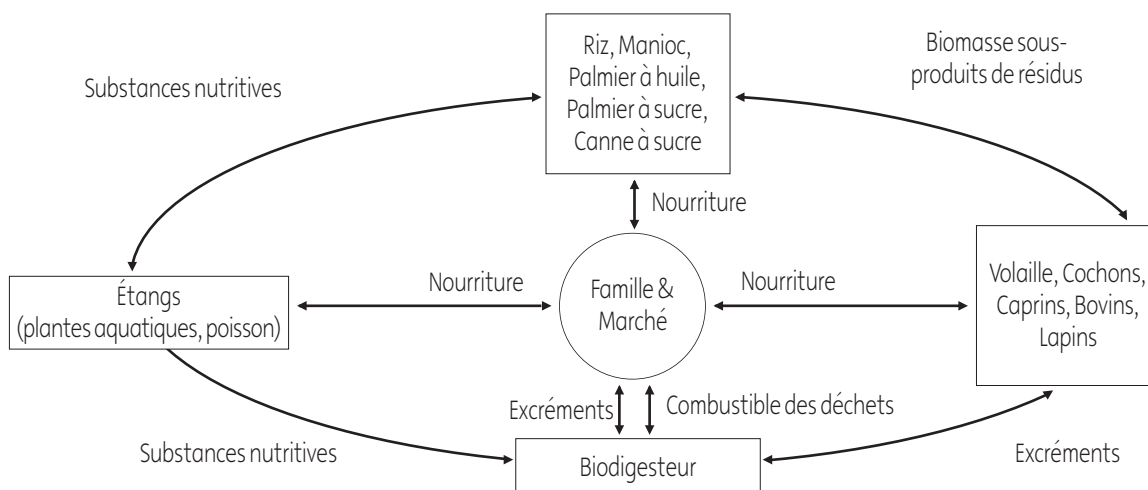 Riz, Manioc,
Palmier à huile,
Palmier à sucre,
Canne à sucre
Biomasse sous-
produits de résidus
Substances nutritives
Nourriture
Étangs
(plantes aquatiques, poisson)
Nourriture
Famille &
Marché
Nourriture
Volaille, Cochons,
Caprins, Bovins,
Lapins
Excréments
Combustible des déchets
Substances nutritives
Biodigesteur
Excréments